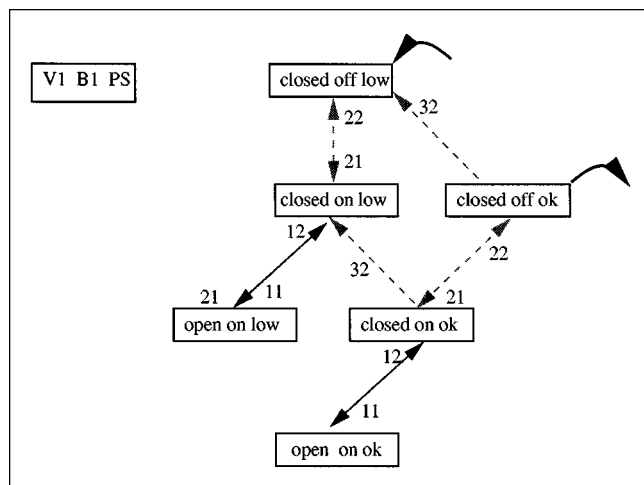 closed off low
V1 B1 PS
22
32
21
closed on low
closed off ok
12
32
22
21
11
21
open on low
closed on ok
12
11
open on ok